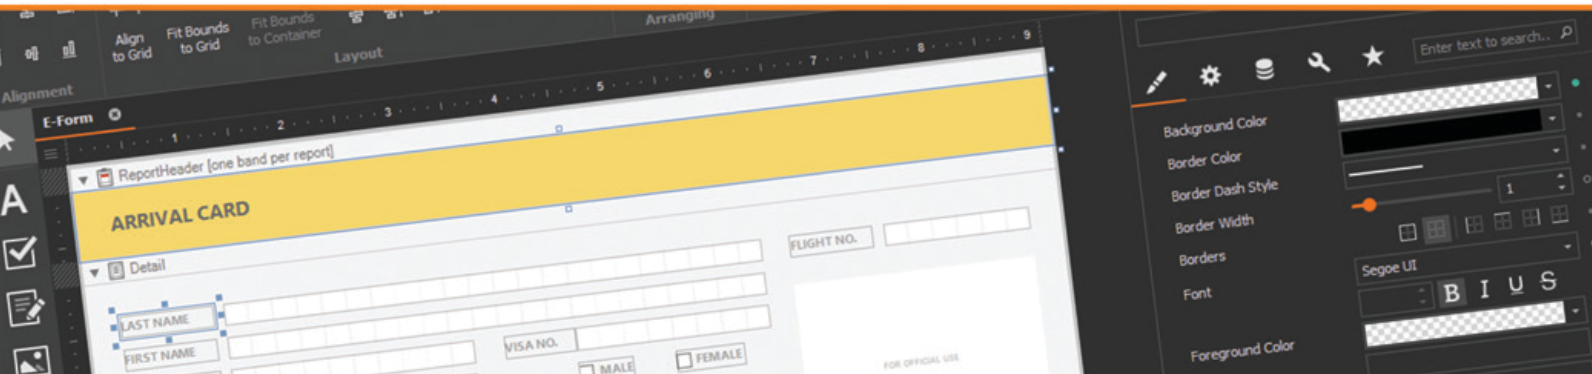 Align to Grid
Fit Bounds to Grid
Fit Bounds to Container
Layout
Arranging
Alignment
E-Form
1 2 3 4 5 6 7 8 9
ReportHeader [one band per report]
ARRIVAL CARD
Detail
LAST NAME
FLIGHT NO.
FIRST NAME
VISA NO.
MALE
FEMALE
FOR OFFICIAL USE
A
Enter text to search...
Background Color
Border Color
Border Dash Style
Border Width
1
Borders
Font
Segoe UI
B I U S
Foreground Color